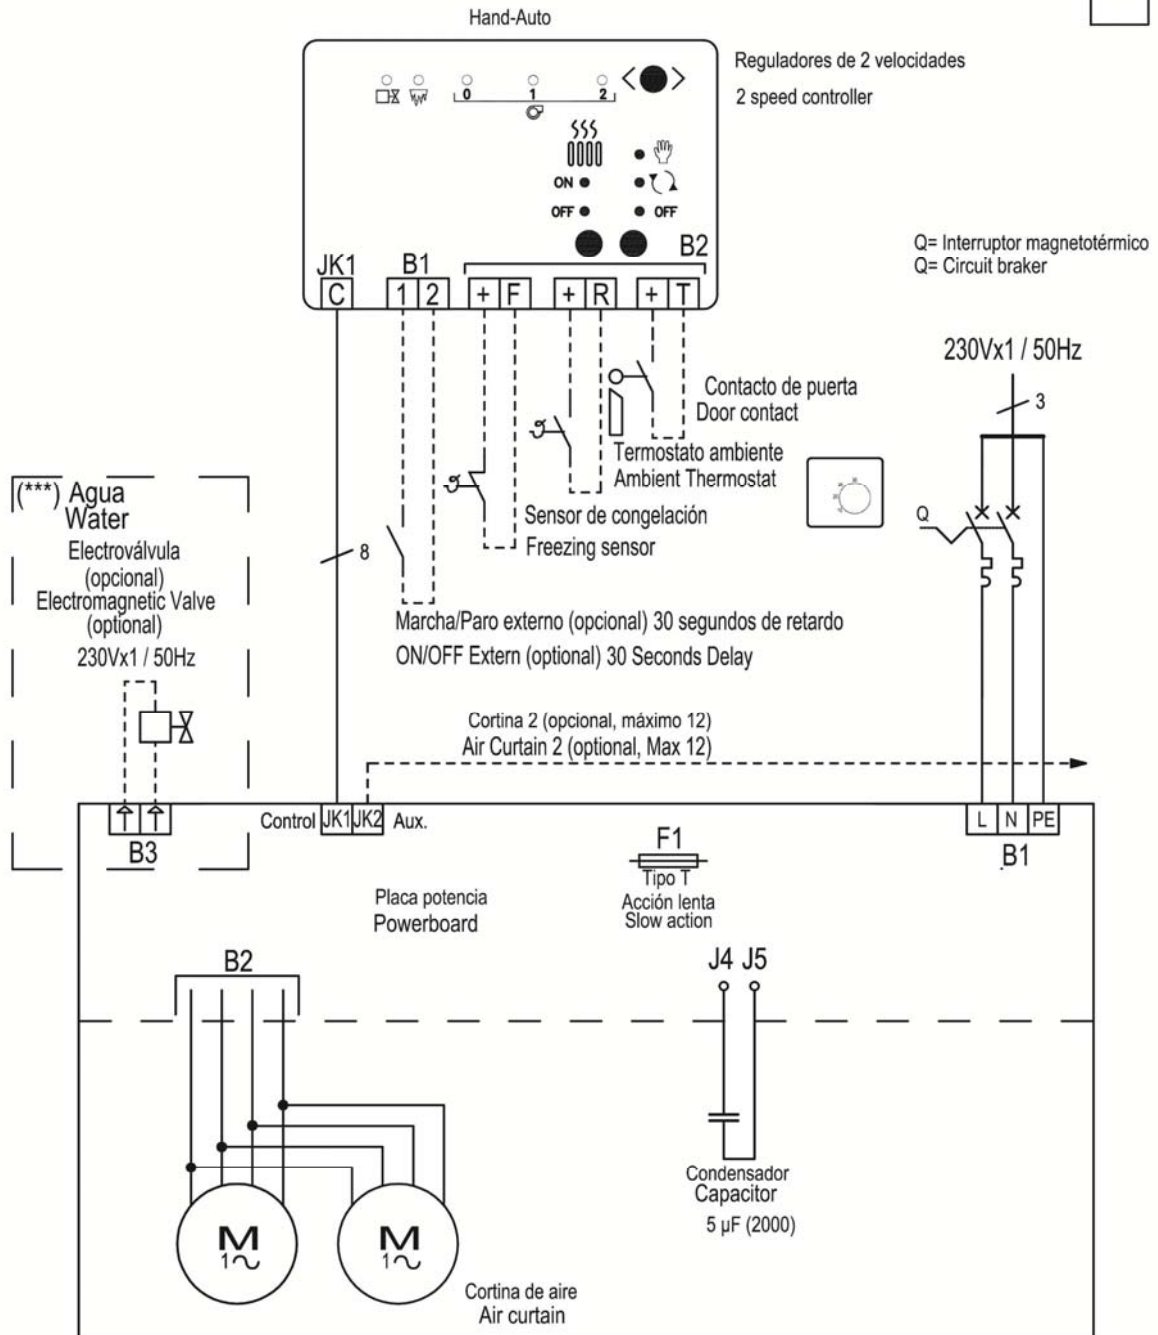 Hand-Auto
Reguladores de 2 velocidades
2 speed controller
0 1 2
ON
OFF OFF
JK1 B1 B2
C 1 2 + F + R + T
Q= Interruptor magnetotérmico
Q= Circuit braker
230Vx1 / 50Hz
3
Contacto de puerta
Door contact
Termostato ambiente
Ambient Thermostat
Q
Sensor de congelación
Freezing sensor
(***) Agua
Water
Electroválvula
(opcional)
Electromagnetic Valve
(optional)
230Vx1 / 50Hz
8
Marcha/Paro externo (opcional) 30 segundos de retardo
ON/OFF Extern (optional) 30 Seconds Delay
Cortina 2 (opcional, máximo 12)
Air Curtain 2 (optional, Max 12)
B3
Control JK1 JK2 Aux.
L N PE
B1
F1
Tipo T
Acción lenta
Slow action
Placa potencia
Powerboard
B2
J4 J5
Condensador
Capacitor
5 µF (2000)
M
1
M
1
Cortina de aire
Air curtain